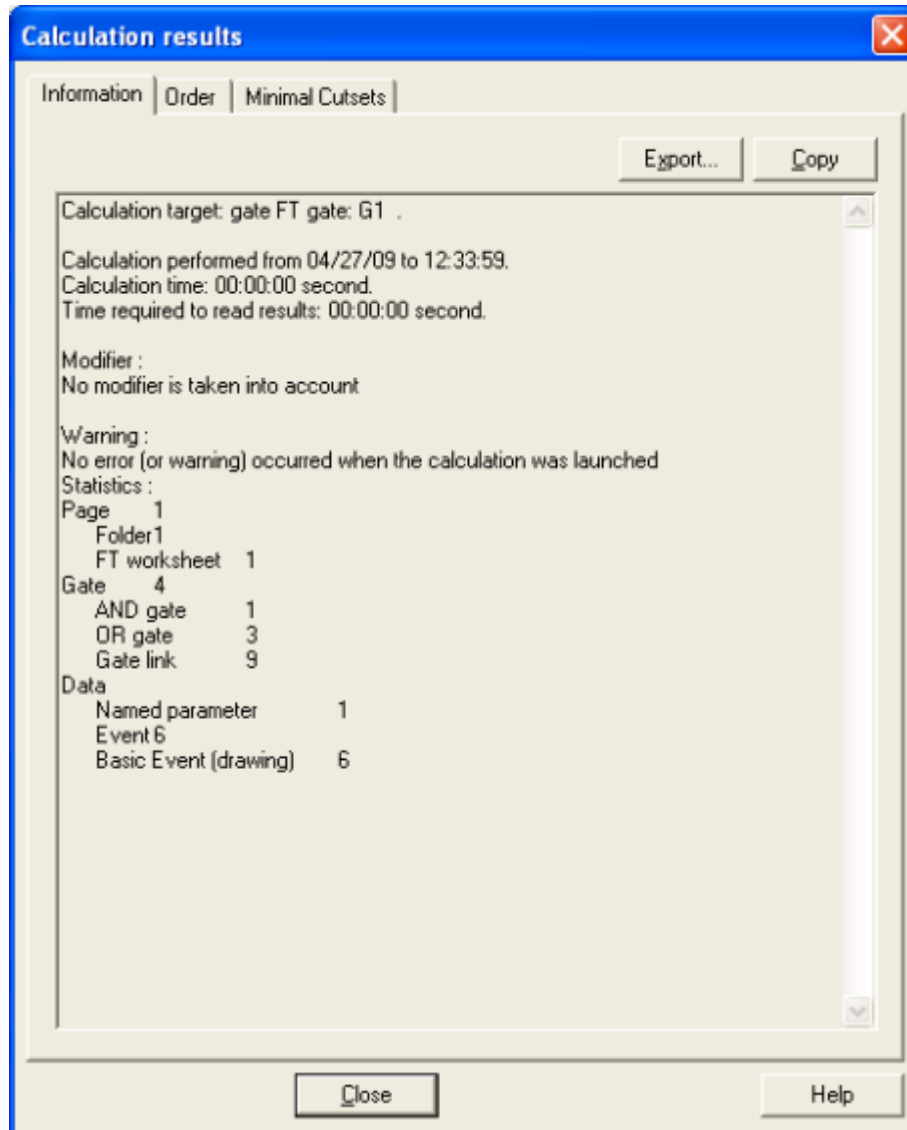 Calculation results
Information Order Minimal Cutsets
Export... Copy
Calculation target: gate FT gate: G1 .
Calculation performed from 04/27/09 to 12:33:59.
Calculation time: 00:00:00 second.
Time required to read results: 00:00:00 second.
Modifier :
No modifier is taken into account
Warning :
No error (or warning) occurred when the calculation was launched
Statistics :
Page 1
Folder1
FT worksheet 1
Gate 4
AND gate 1
OR gate 3
Gate link 9
Data
Named parameter 1
Event6
Basic Event (drawing) 6
Close Help